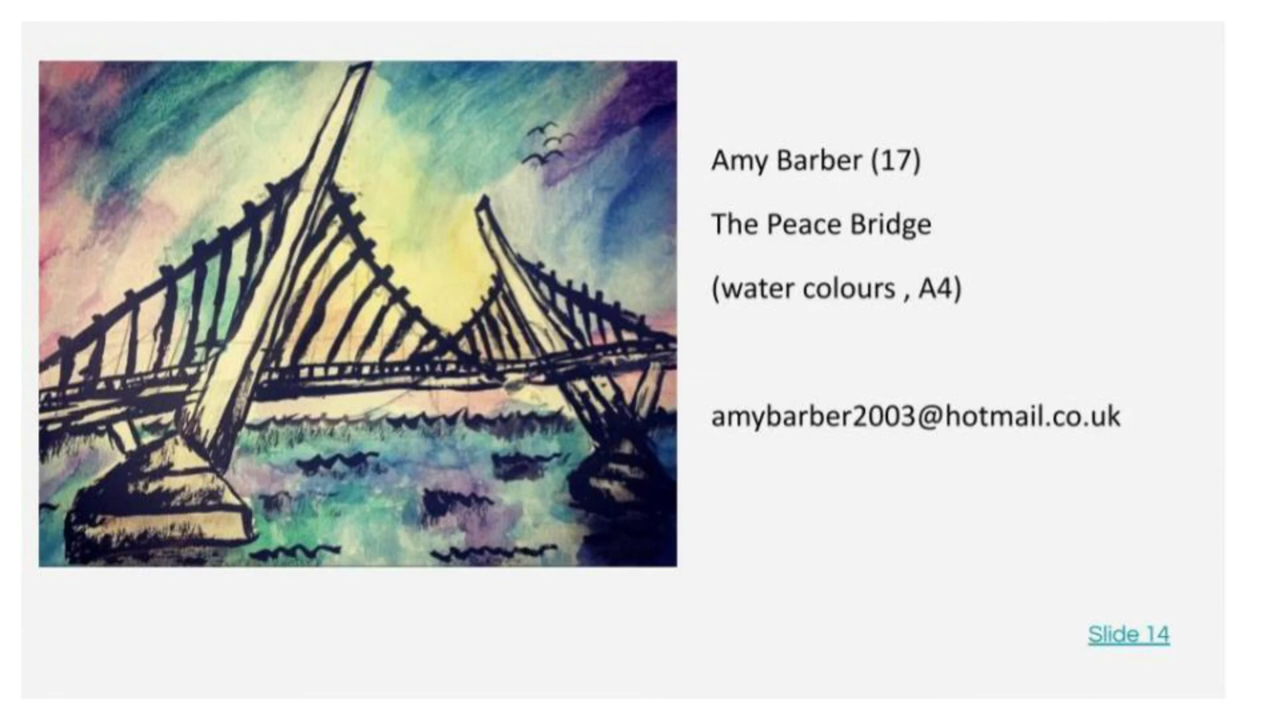 Amy Barber (17)
The Peace Bridge
(water colours , A4)
amybarber2003@hotmail.co.uk
Slide 14